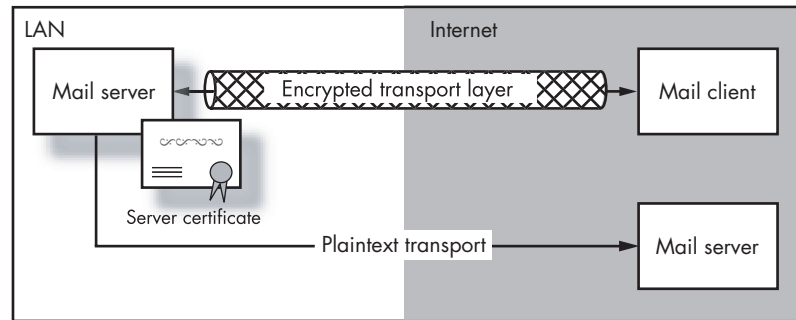 LAN
Internet
Mail server
Encrypted transport layer
Mail client
Server certificate
Plaintext transport
Mail server